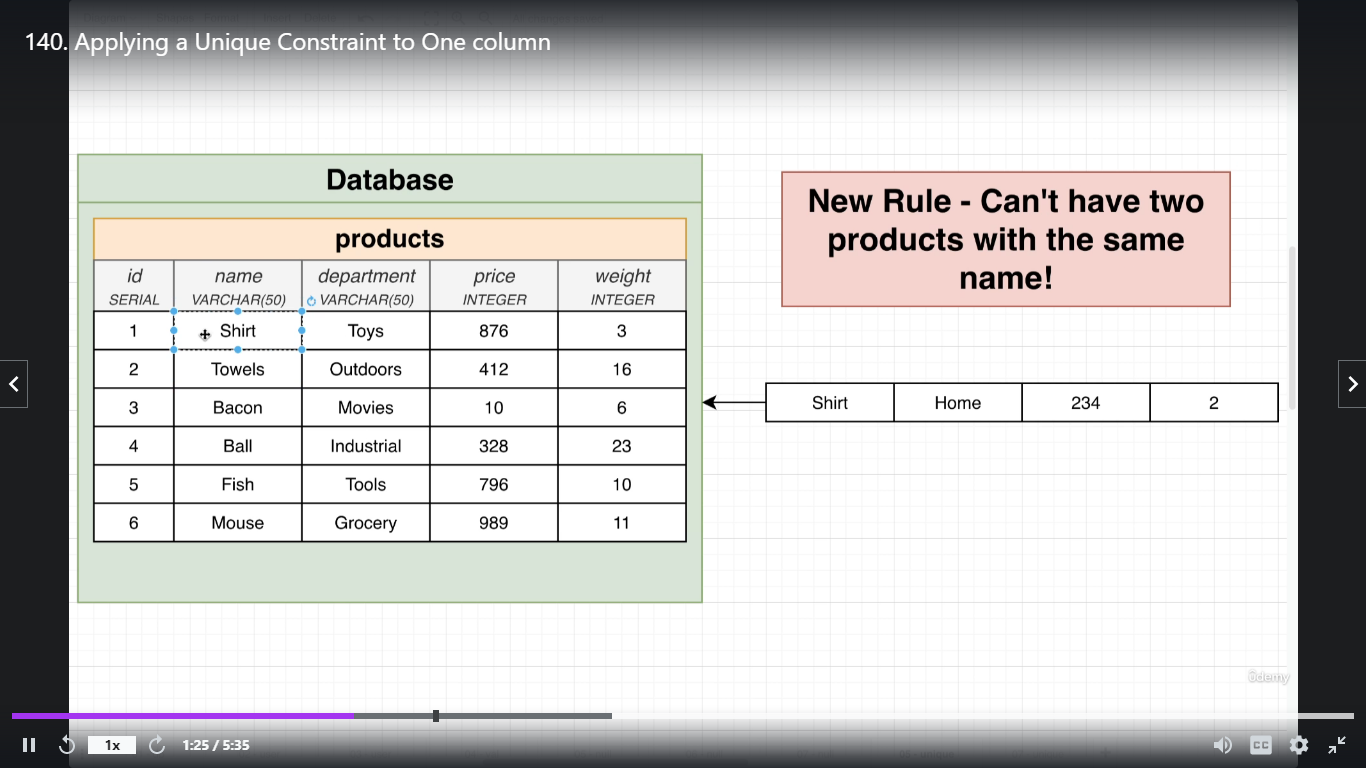 140. Applying a Unique Constraint to One column
Database
products
id name department price weight
SERIAL VARCHAR(50) VARCHAR(50) INTEGER INTEGER
1 Shirt Toys 876 3
2 Towels Outdoors 412 16
3 Bacon Movies 10 6
4 Ball Industrial 328 23
5 Fish Tools 796 10
6 Mouse Grocery 989 11
New Rule - Can't have two
products with the same
name!
Shirt Home 234 2
ûdemy
1x 1:25 / 5:35 CC